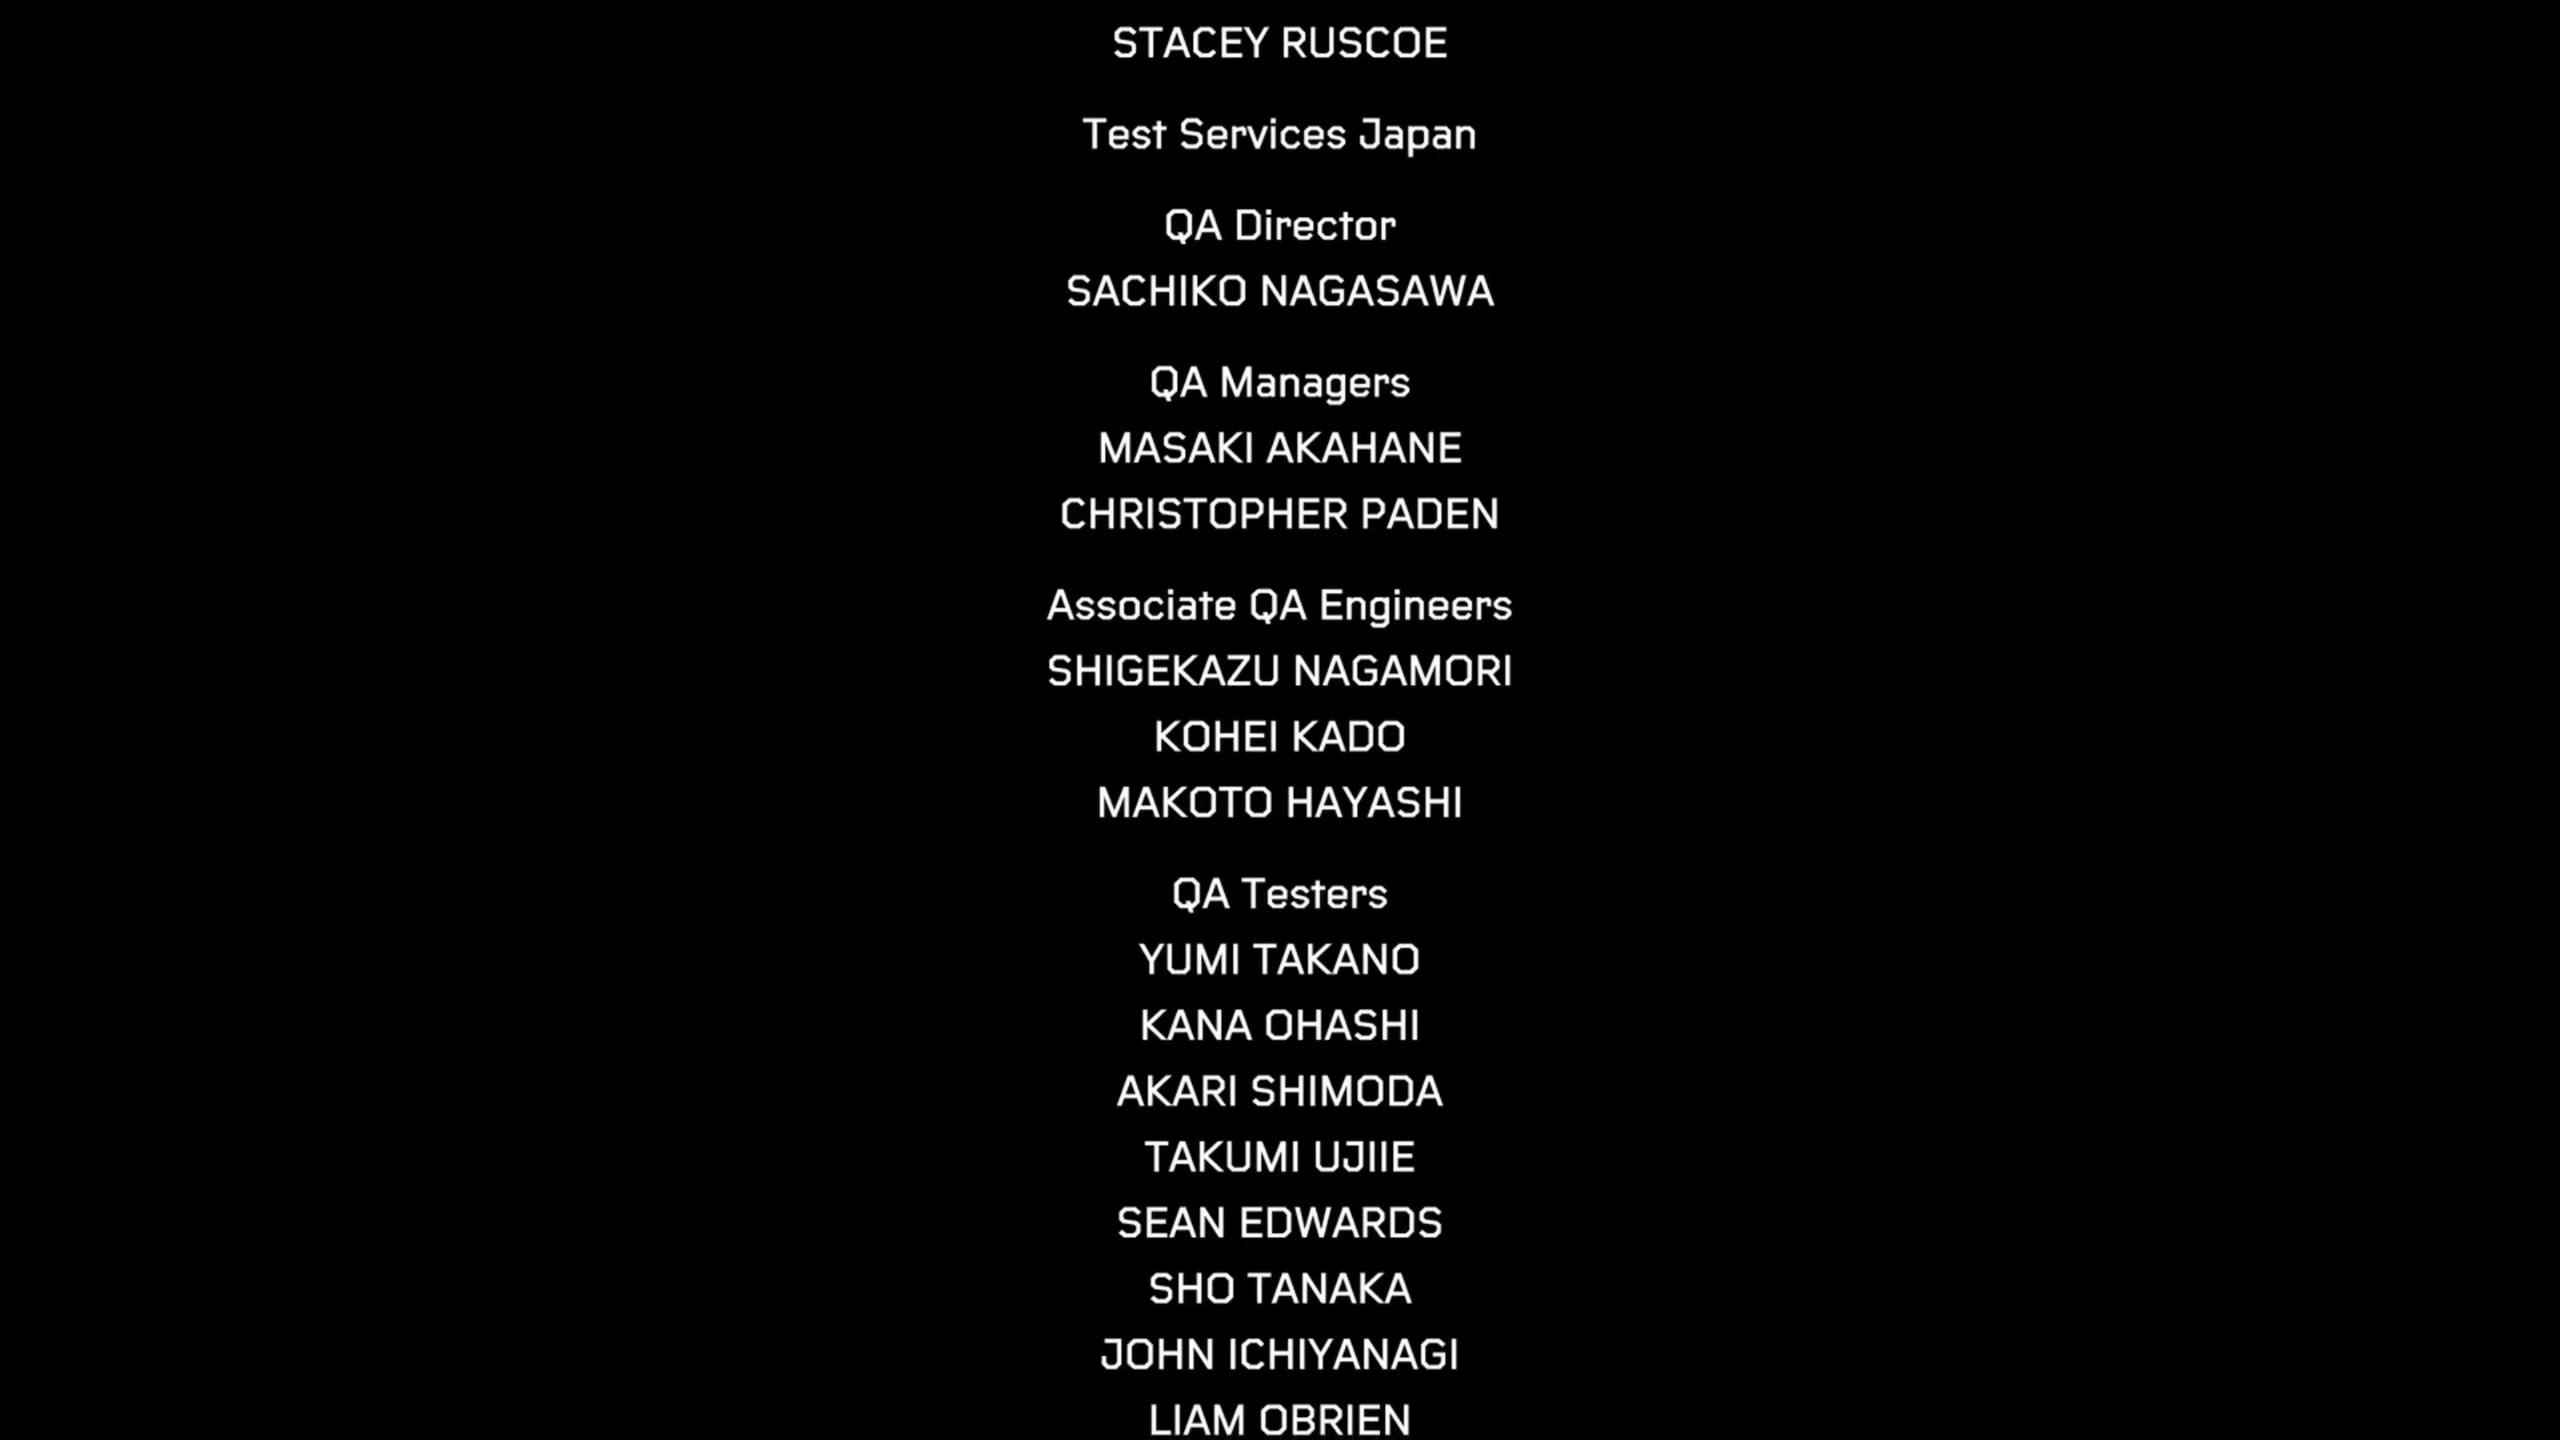 STACEY RUSCOE
Test Services Japan
QA Director
SACHIKO NAGASAWA
QA Managers
MASAKI AKAHANE
CHRISTOPHER PADEN
Associate QA Engineers
SHIGEKAZU NAGAMORI
KOHEI KADO
MAKOTO HAYASHI
QA Testers
YUMI TAKANO
KANA OHASHI
AKARI SHIMODA
TAKUMI UJIIE
SEAN EDWARDS
SHO TANAKA
JOHN ICHIYANAGI
LIAM OBRIEN